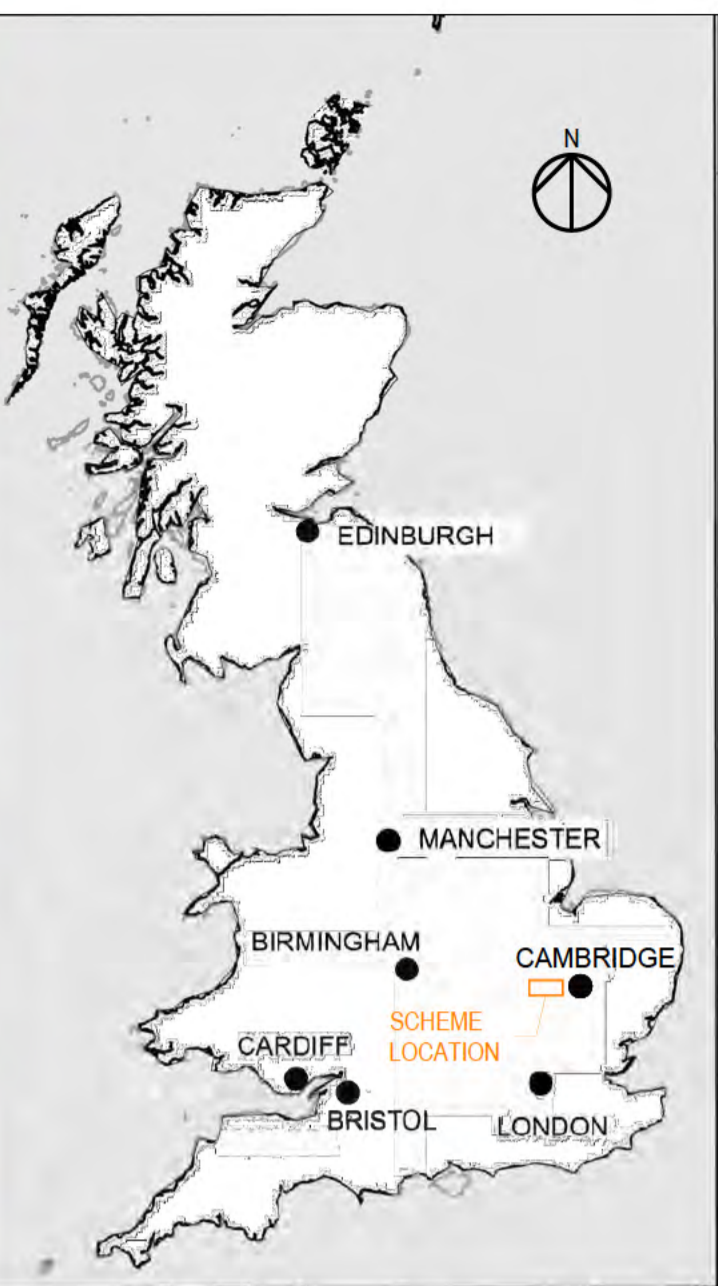 N
EDINBURGH
MANCHESTER
BIRMINGHAM
CAMBRIDGE
SCHEME
LOCATION
CARDIFF
BRISTOL
LONDON